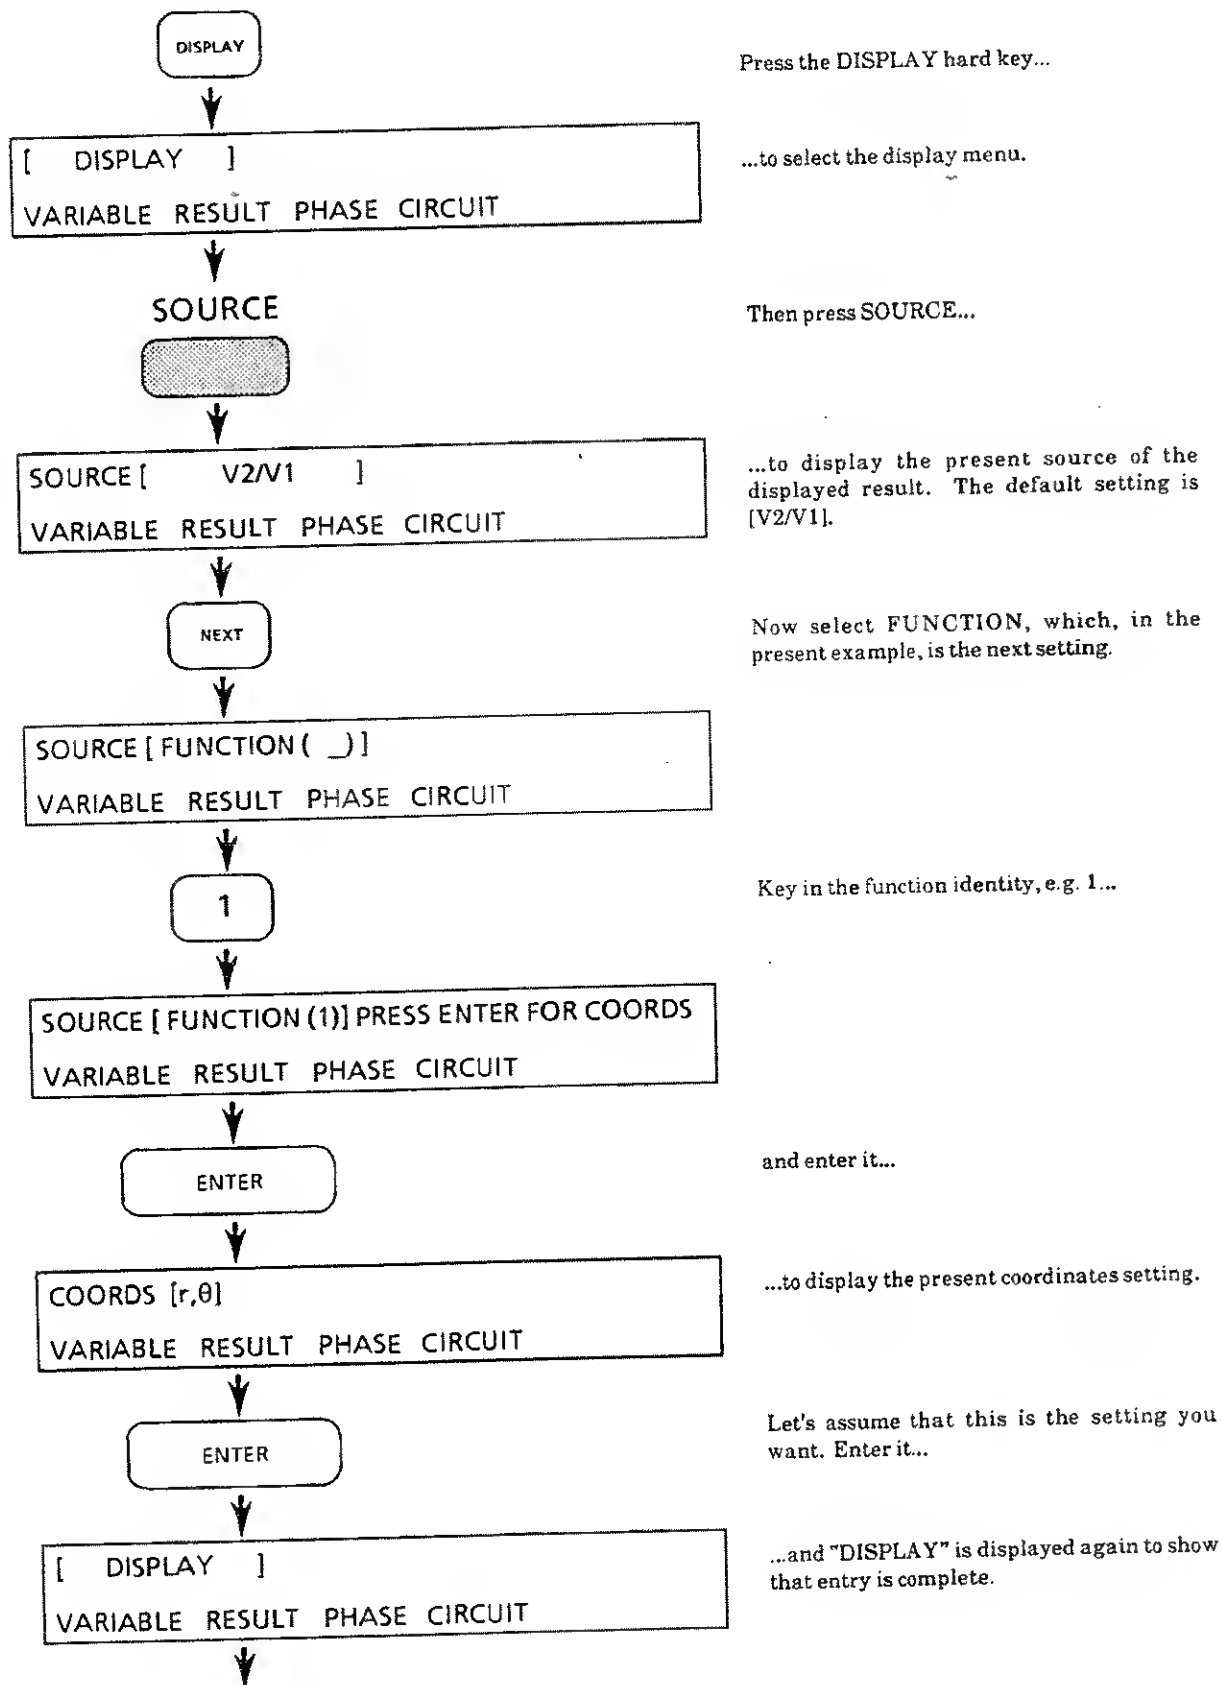 DISPLAY
Press the DISPLAY hard key...
[ DISPLAY ]
VARIABLE RESULT PHASE CIRCUIT
...to select the display menu.
SOURCE
Then press SOURCE...
SOURCE [ V2/V1 ]
VARIABLE RESULT PHASE CIRCUIT
...to display the present source of the
displayed result. The default setting is
[V2/V1].
NEXT
Now select FUNCTION, which, in the
present example, is the next setting.
SOURCE [ FUNCTION ( _) ]
VARIABLE RESULT PHASE CIRCUIT
1
Key in the function identity, e.g. 1...
SOURCE [ FUNCTION (1)] PRESS ENTER FOR COORDS
VARIABLE RESULT PHASE CIRCUIT
ENTER
and enter it...
COORDS [r,θ]
VARIABLE RESULT PHASE CIRCUIT
...to display the present coordinates setting.
ENTER
Let's assume that this is the setting you
want. Enter it...
[ DISPLAY ]
VARIABLE RESULT PHASE CIRCUIT
...and "DISPLAY" is displayed again to show
that entry is complete.